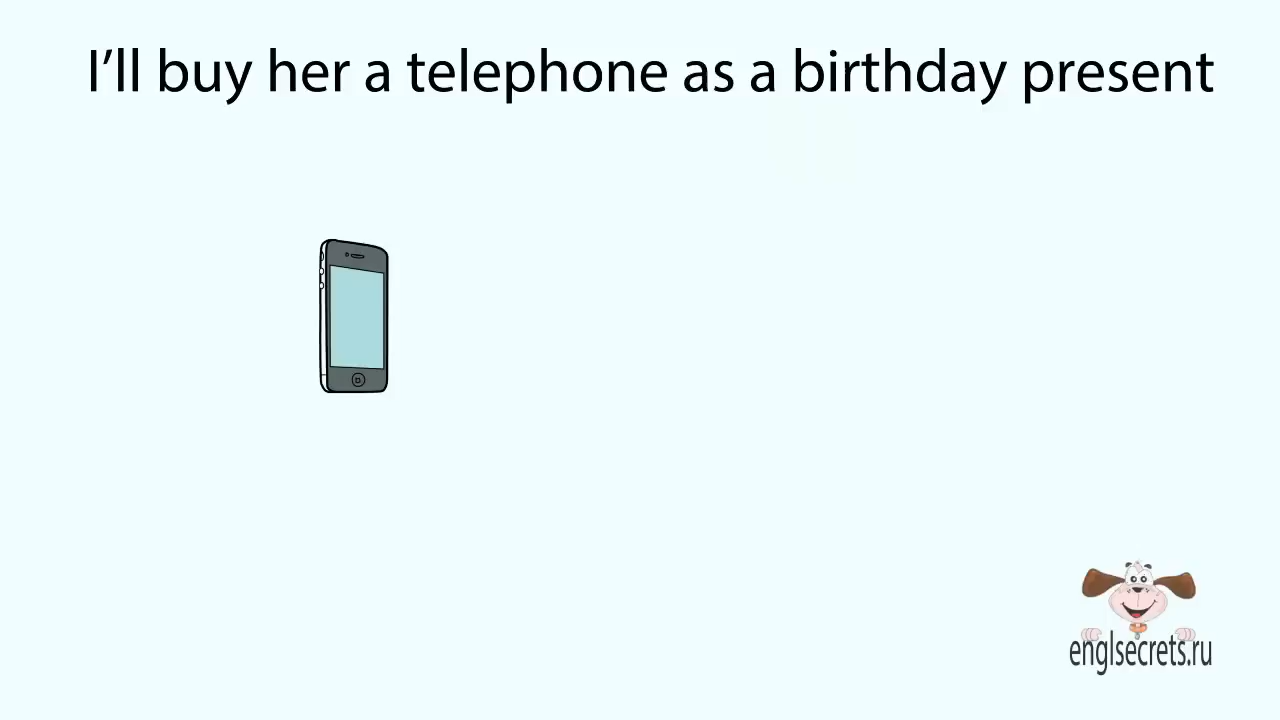 I’ll buy her a telephone as a birthday present
englsecrets.ru